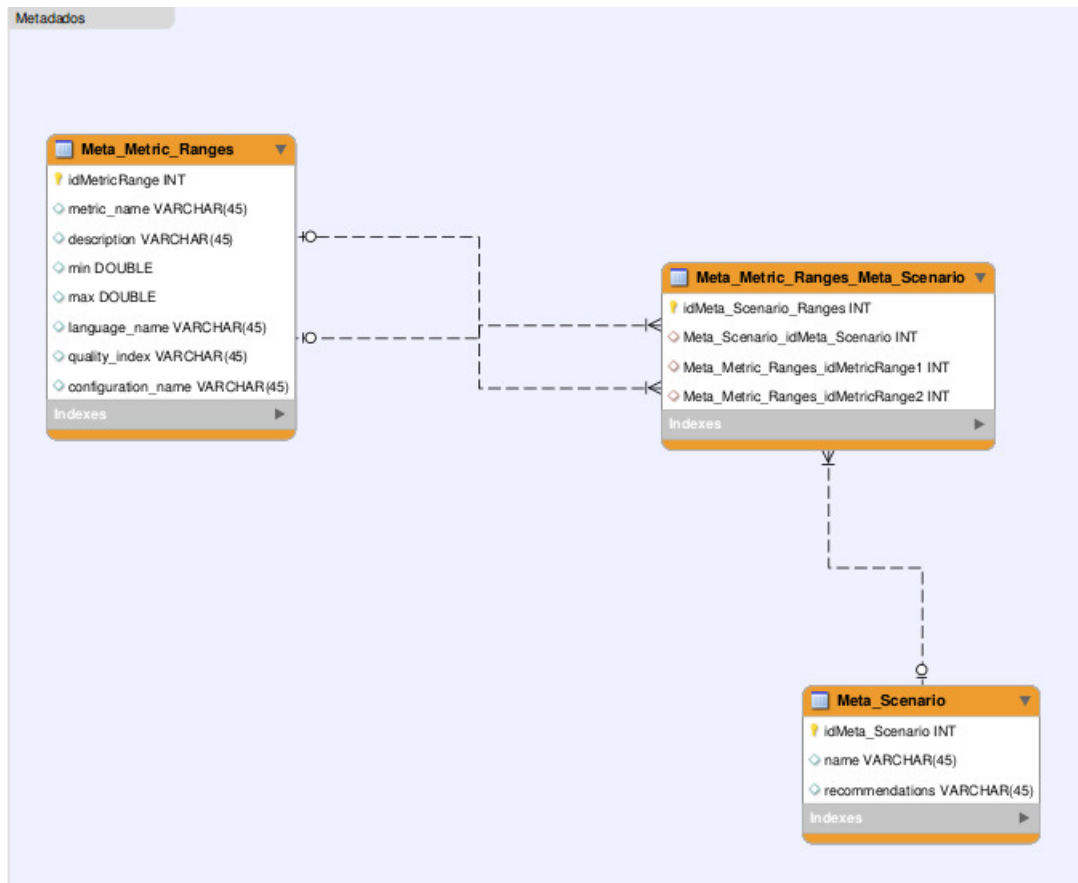 Metadados
Meta_Metric_Ranges
idMetricRange INT
metric_name VARCHAR(45)
description VARCHAR(45)
min DOUBLE
max DOUBLE
language_name VARCHAR(45)
quality_index VARCHAR(45)
configuration_name VARCHAR(45)
Indexes
Meta_Metric_Ranges_Meta_Scenario
idMeta_Scenario_Ranges INT
Meta_Scenario_idMeta_Scenario INT
Meta_Metric_Ranges_idMetricRange1 INT
Meta_Metric_Ranges_idMetricRange2 INT
Indexes
Meta_Scenario
idMeta_Scenario INT
name VARCHAR(45)
recommendations VARCHAR(45)
Indexes